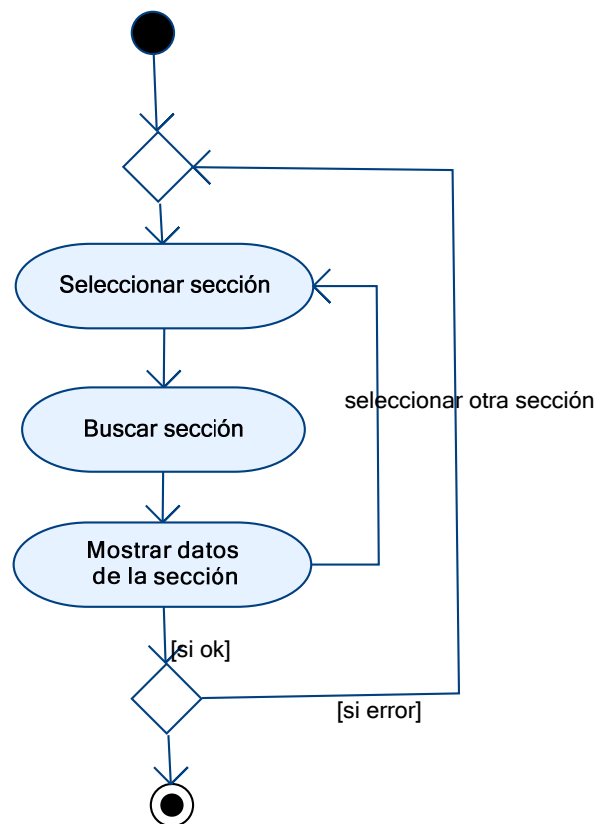 Seleccionar sección
seleccionar otra sección
Buscar sección
Mostrar datos
de la sección
[si ok]
[si error]